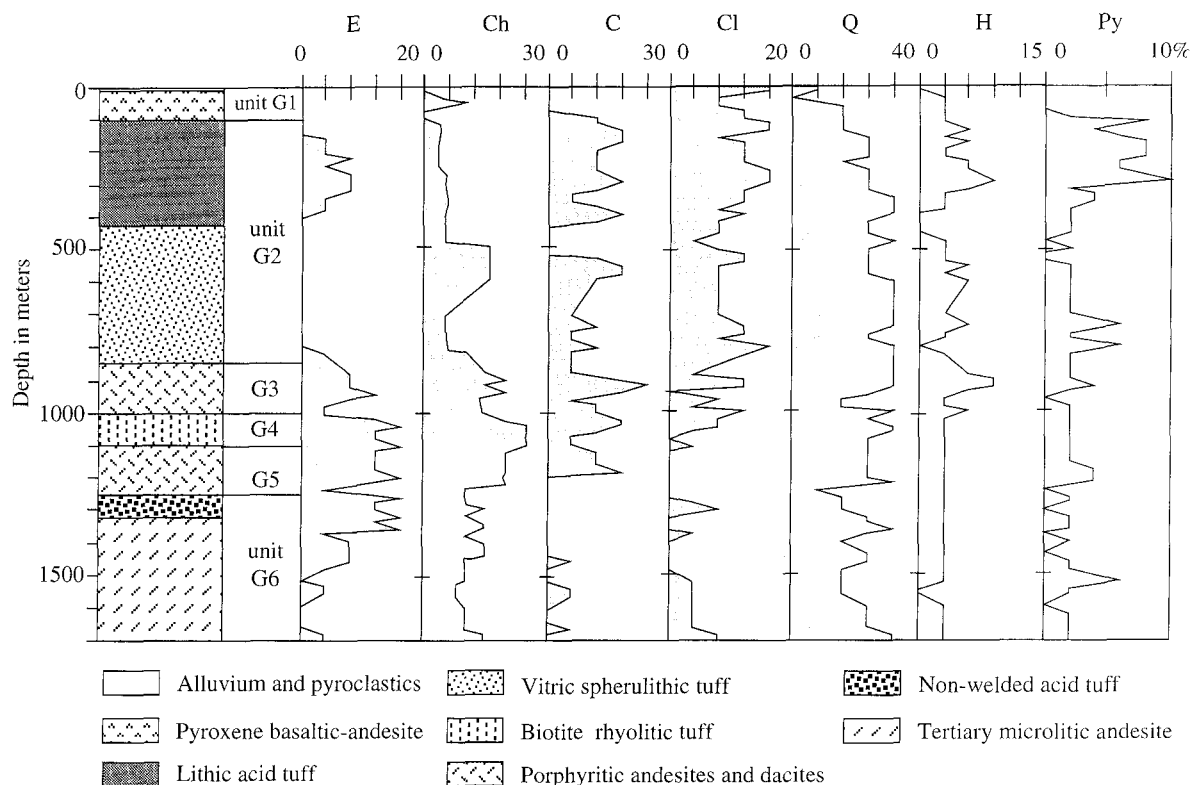 E Ch C Cl Q H Py
0 20 0 30 0 30 0 20 0 40 0 15 0 10%
0
unit G1
unit
G2
500
Depth in meters
G3
1000
G4
G5
unit
G6
1500
Alluvium and pyroclastics Vitric spherulithic tuff Non-welded acid tuff
Pyroxene basaltic-andesite Biotite rhyolitic tuff Tertiary microlitic andesite
Lithic acid tuff Porphyritic andesites and dacites